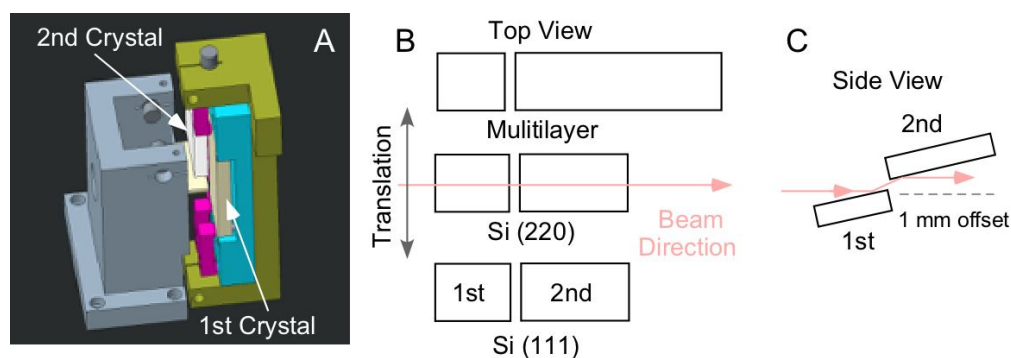 A
2nd Crystal
1st Crystal
B
Top View
Mulitilayer
Translation
Si (220)
Beam
Direction
1st
2nd
Si (111)
C
Side View
2nd
1 mm offset
1st